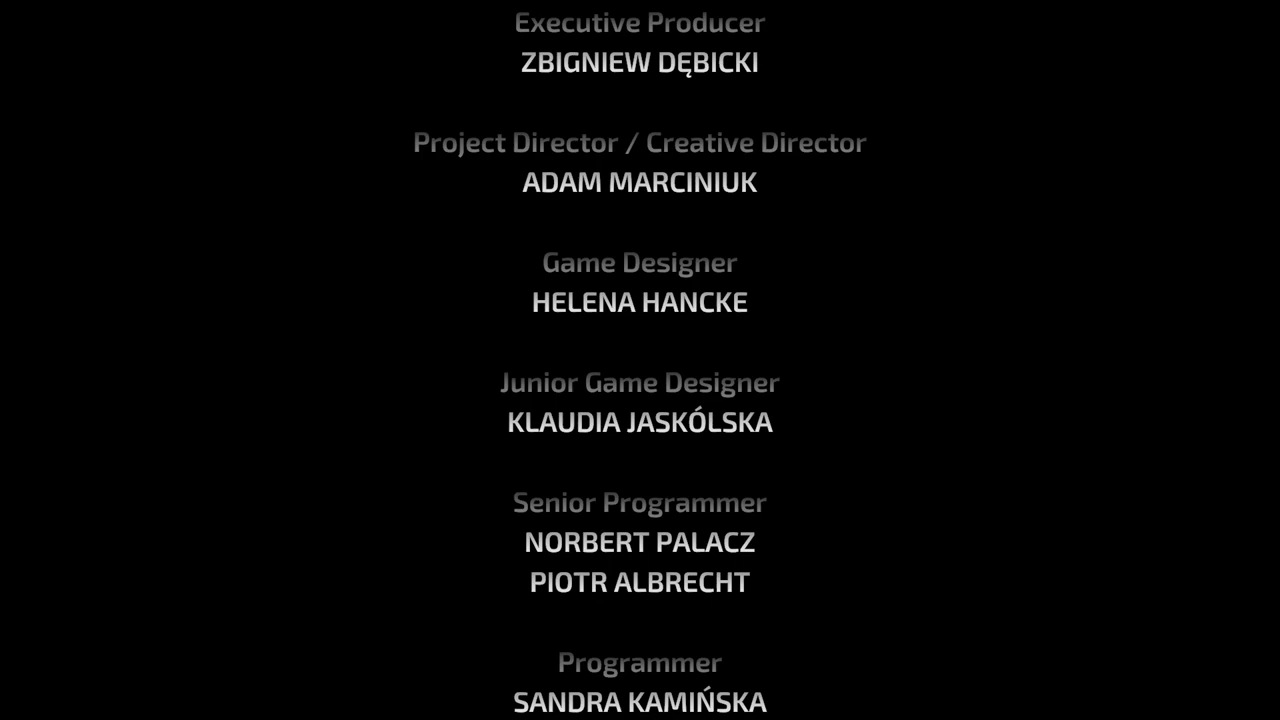 Executive Producer
ZBIGNIEW DĘBICKI
Project Director / Creative Director
ADAM MARCINIUK
Game Designer
HELENA HANCKE
Junior Game Designer
KLAUDIA JASKÓLSKA
Senior Programmer
NORBERT PALACZ
PIOTR ALBRECHT
Programmer
SANDRA KAMIŃSKA